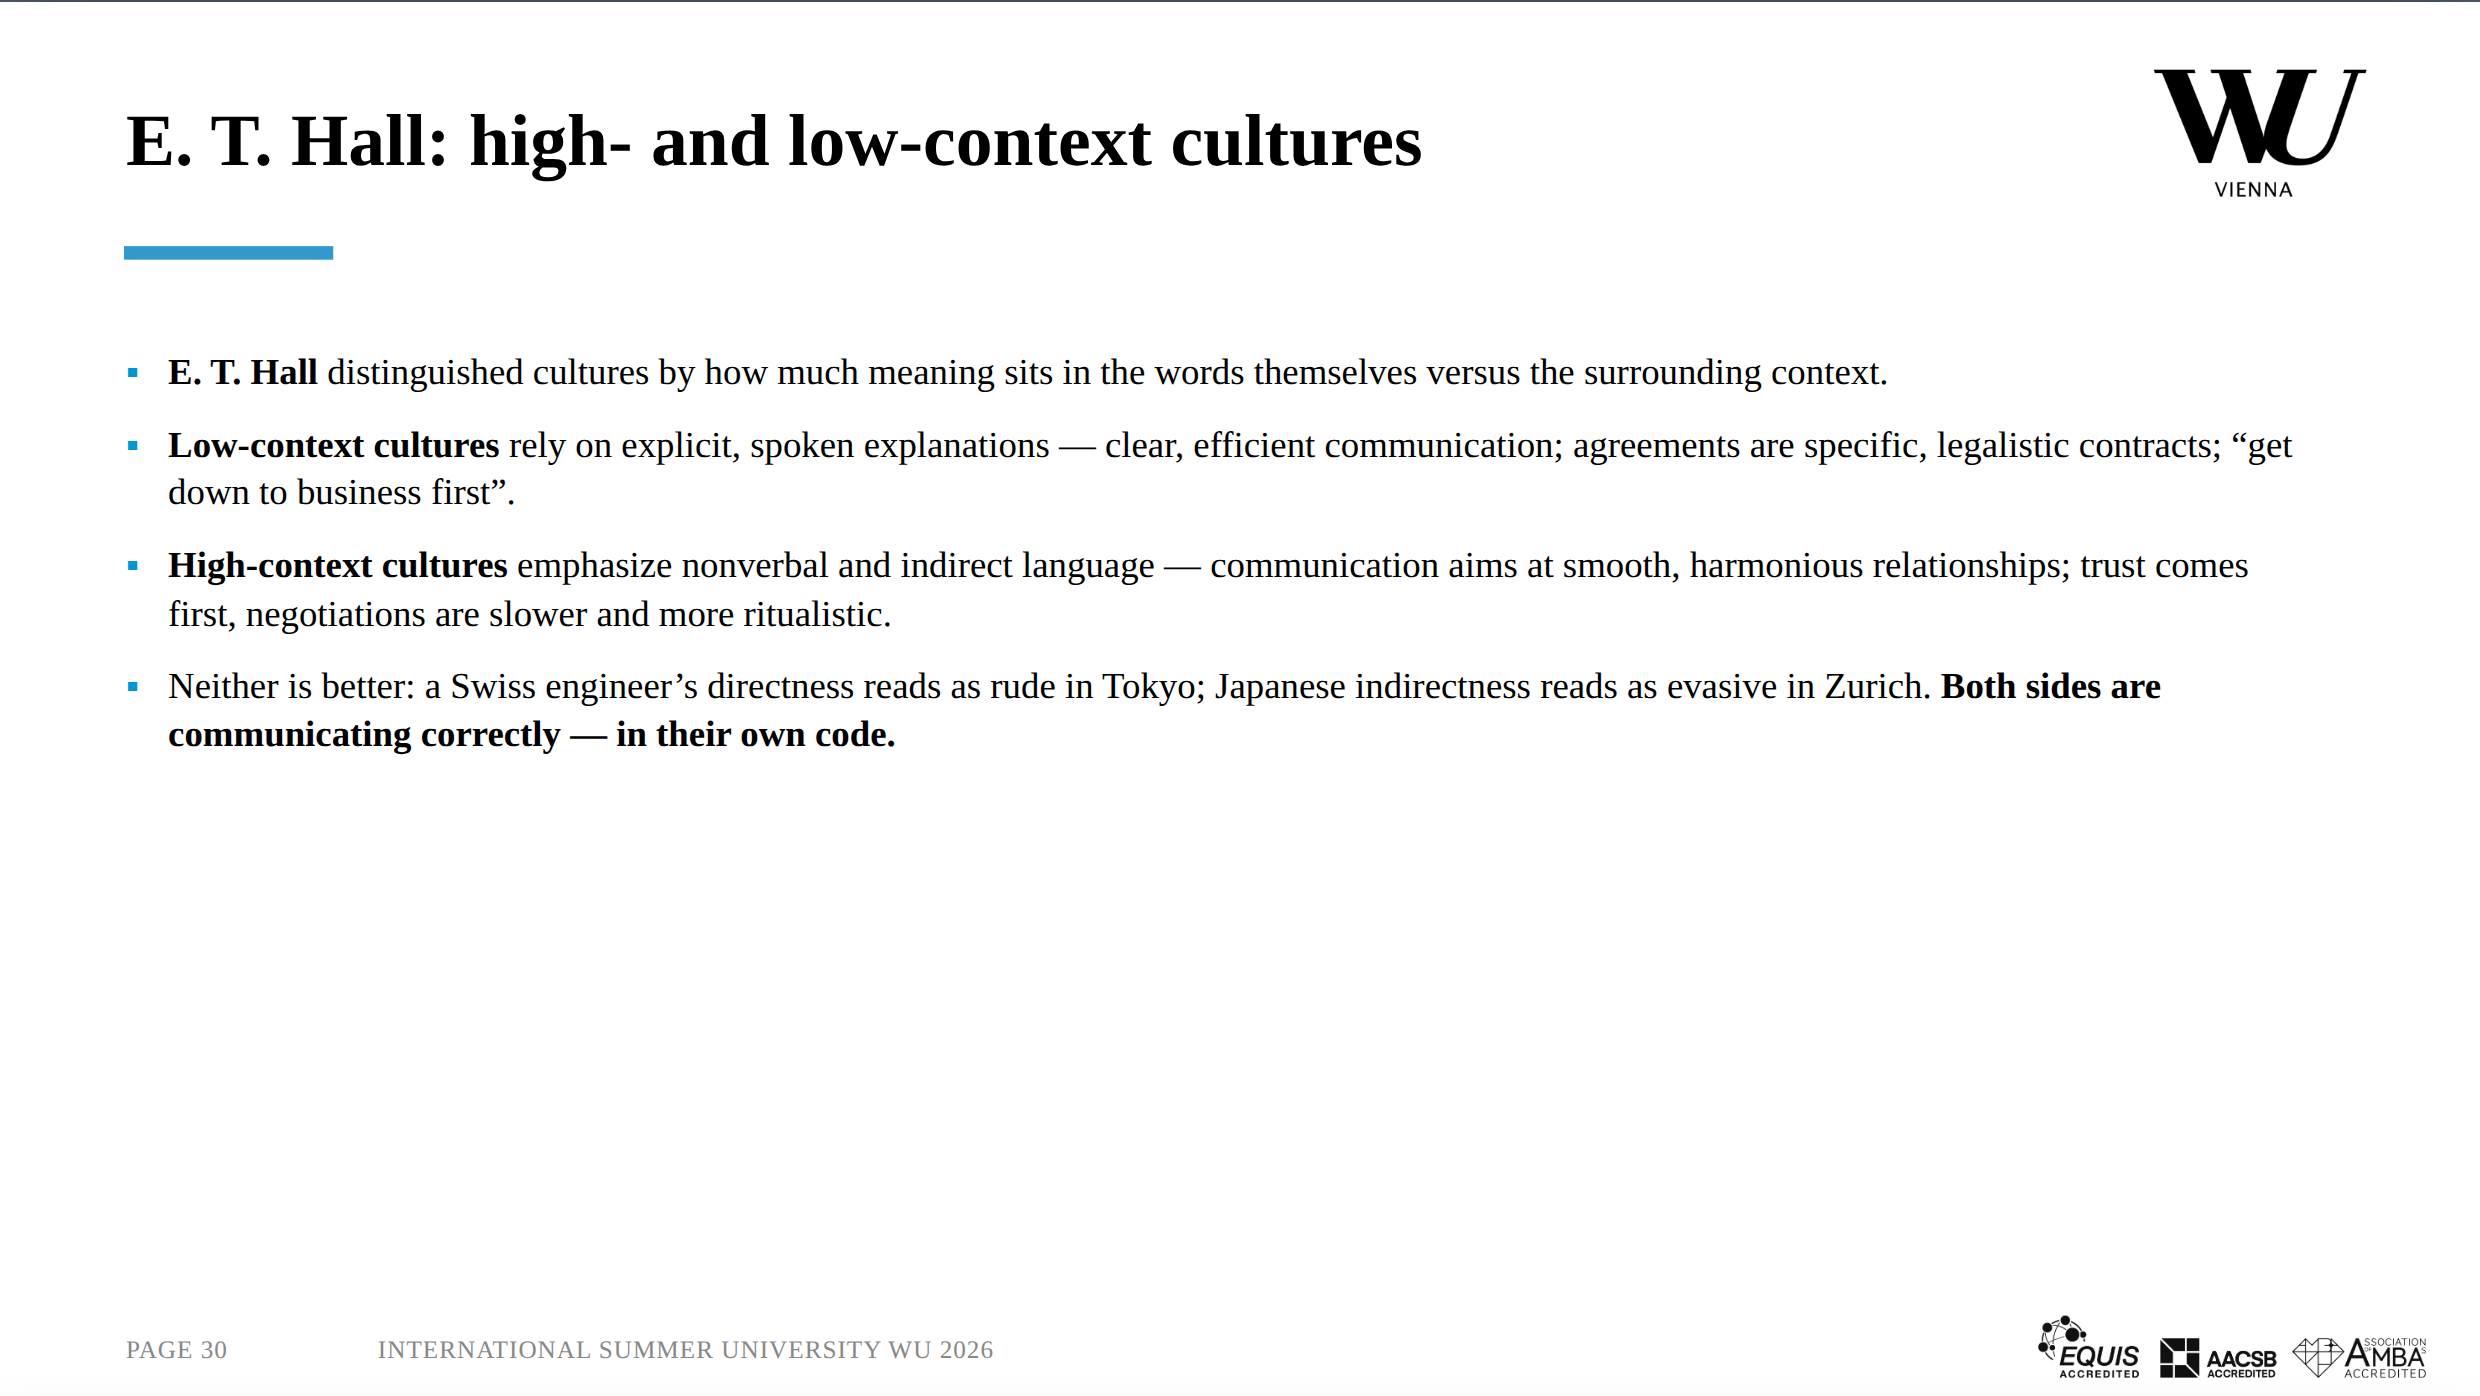 E. T. Hall: high- and low-context cultures
WU
VIENNA
▪ E. T. Hall distinguished cultures by how much meaning sits in the words themselves versus the surrounding context.
▪ Low-context cultures rely on explicit, spoken explanations — clear, efficient communication; agreements are specific, legalistic contracts; “get
down to business first”.
▪ High-context cultures emphasize nonverbal and indirect language — communication aims at smooth, harmonious relationships; trust comes
first, negotiations are slower and more ritualistic.
▪ Neither is better: a Swiss engineer’s directness reads as rude in Tokyo; Japanese indirectness reads as evasive in Zurich. Both sides are
communicating correctly — in their own code.
PAGE 30 INTERNATIONAL SUMMER UNIVERSITY WU 2026
EQUIS
ACCREDITED
AACSB
ACCREDITED
ASSOCIATION
OF
AMBAS
ACCREDITED